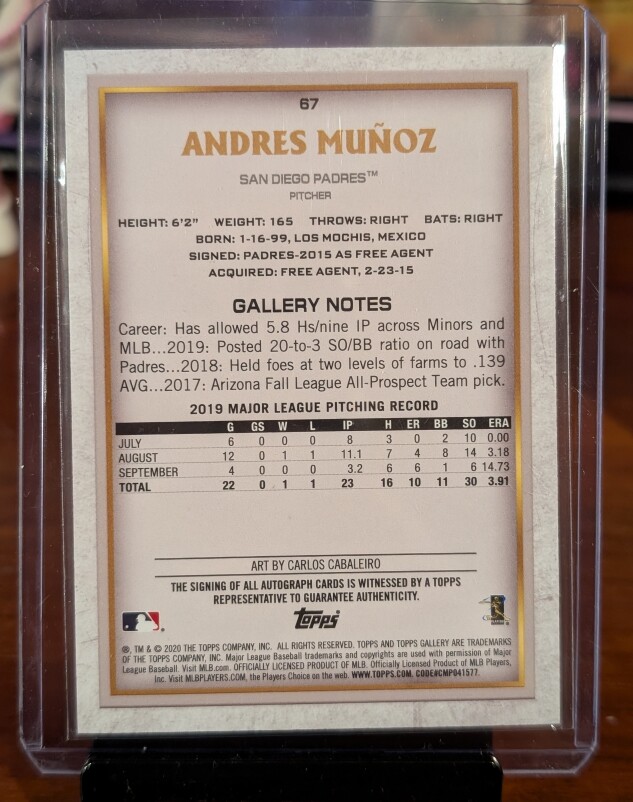 67
ANDRES MUÑOZ
SAN DIEGO PADRES™
PITCHER
HEIGHT: 6'2" WEIGHT: 165 THROWS: RIGHT BATS: RIGHT
BORN: 1-16-99, LOS MOCHIS, MEXICO
SIGNED: PADRES-2015 AS FREE AGENT
ACQUIRED: FREE AGENT, 2-23-15
GALLERY NOTES
Career: Has allowed 5.8 Hs/nine IP across Minors and
MLB...2019: Posted 20-to-3 SO/BB ratio on road with
Padres...2018: Held foes at two levels of farms to .139
AVG...2017: Arizona Fall League All-Prospect Team pick.
2019 MAJOR LEAGUE PITCHING RECORD
G GS W L IP H ER BB SO ERA
JULY 6 0 0 0 8 3 0 2 10 0.00
AUGUST 12 0 1 1 11.1 7 4 8 14 3.18
SEPTEMBER 4 0 0 0 3.2 6 6 1 6 14.73
TOTAL 22 0 1 1 23 16 10 11 30 3.91
ART BY CARLOS CABALEIRO
THE SIGNING OF ALL AUTOGRAPH CARDS IS WITNESSED BY A TOPPS
REPRESENTATIVE TO GUARANTEE AUTHENTICITY.
Topps
®, TM & © 2020 THE TOPPS COMPANY, INC. ALL RIGHTS RESERVED. TOPPS AND TOPPS GALLERY ARE TRADEMARKS
OF THE TOPPS COMPANY, INC. Major League Baseball trademarks and copyrights are used with permission of Major
League Baseball. Visit MLB.com. OFFICIALLY LICENSED PRODUCT OF MLB. Officially Licensed Product of MLB Players,
Inc. Visit MLBPLAYERS.com, the Players Choice on the web. WWW.TOPPS.COM. CODE#CMP041577.